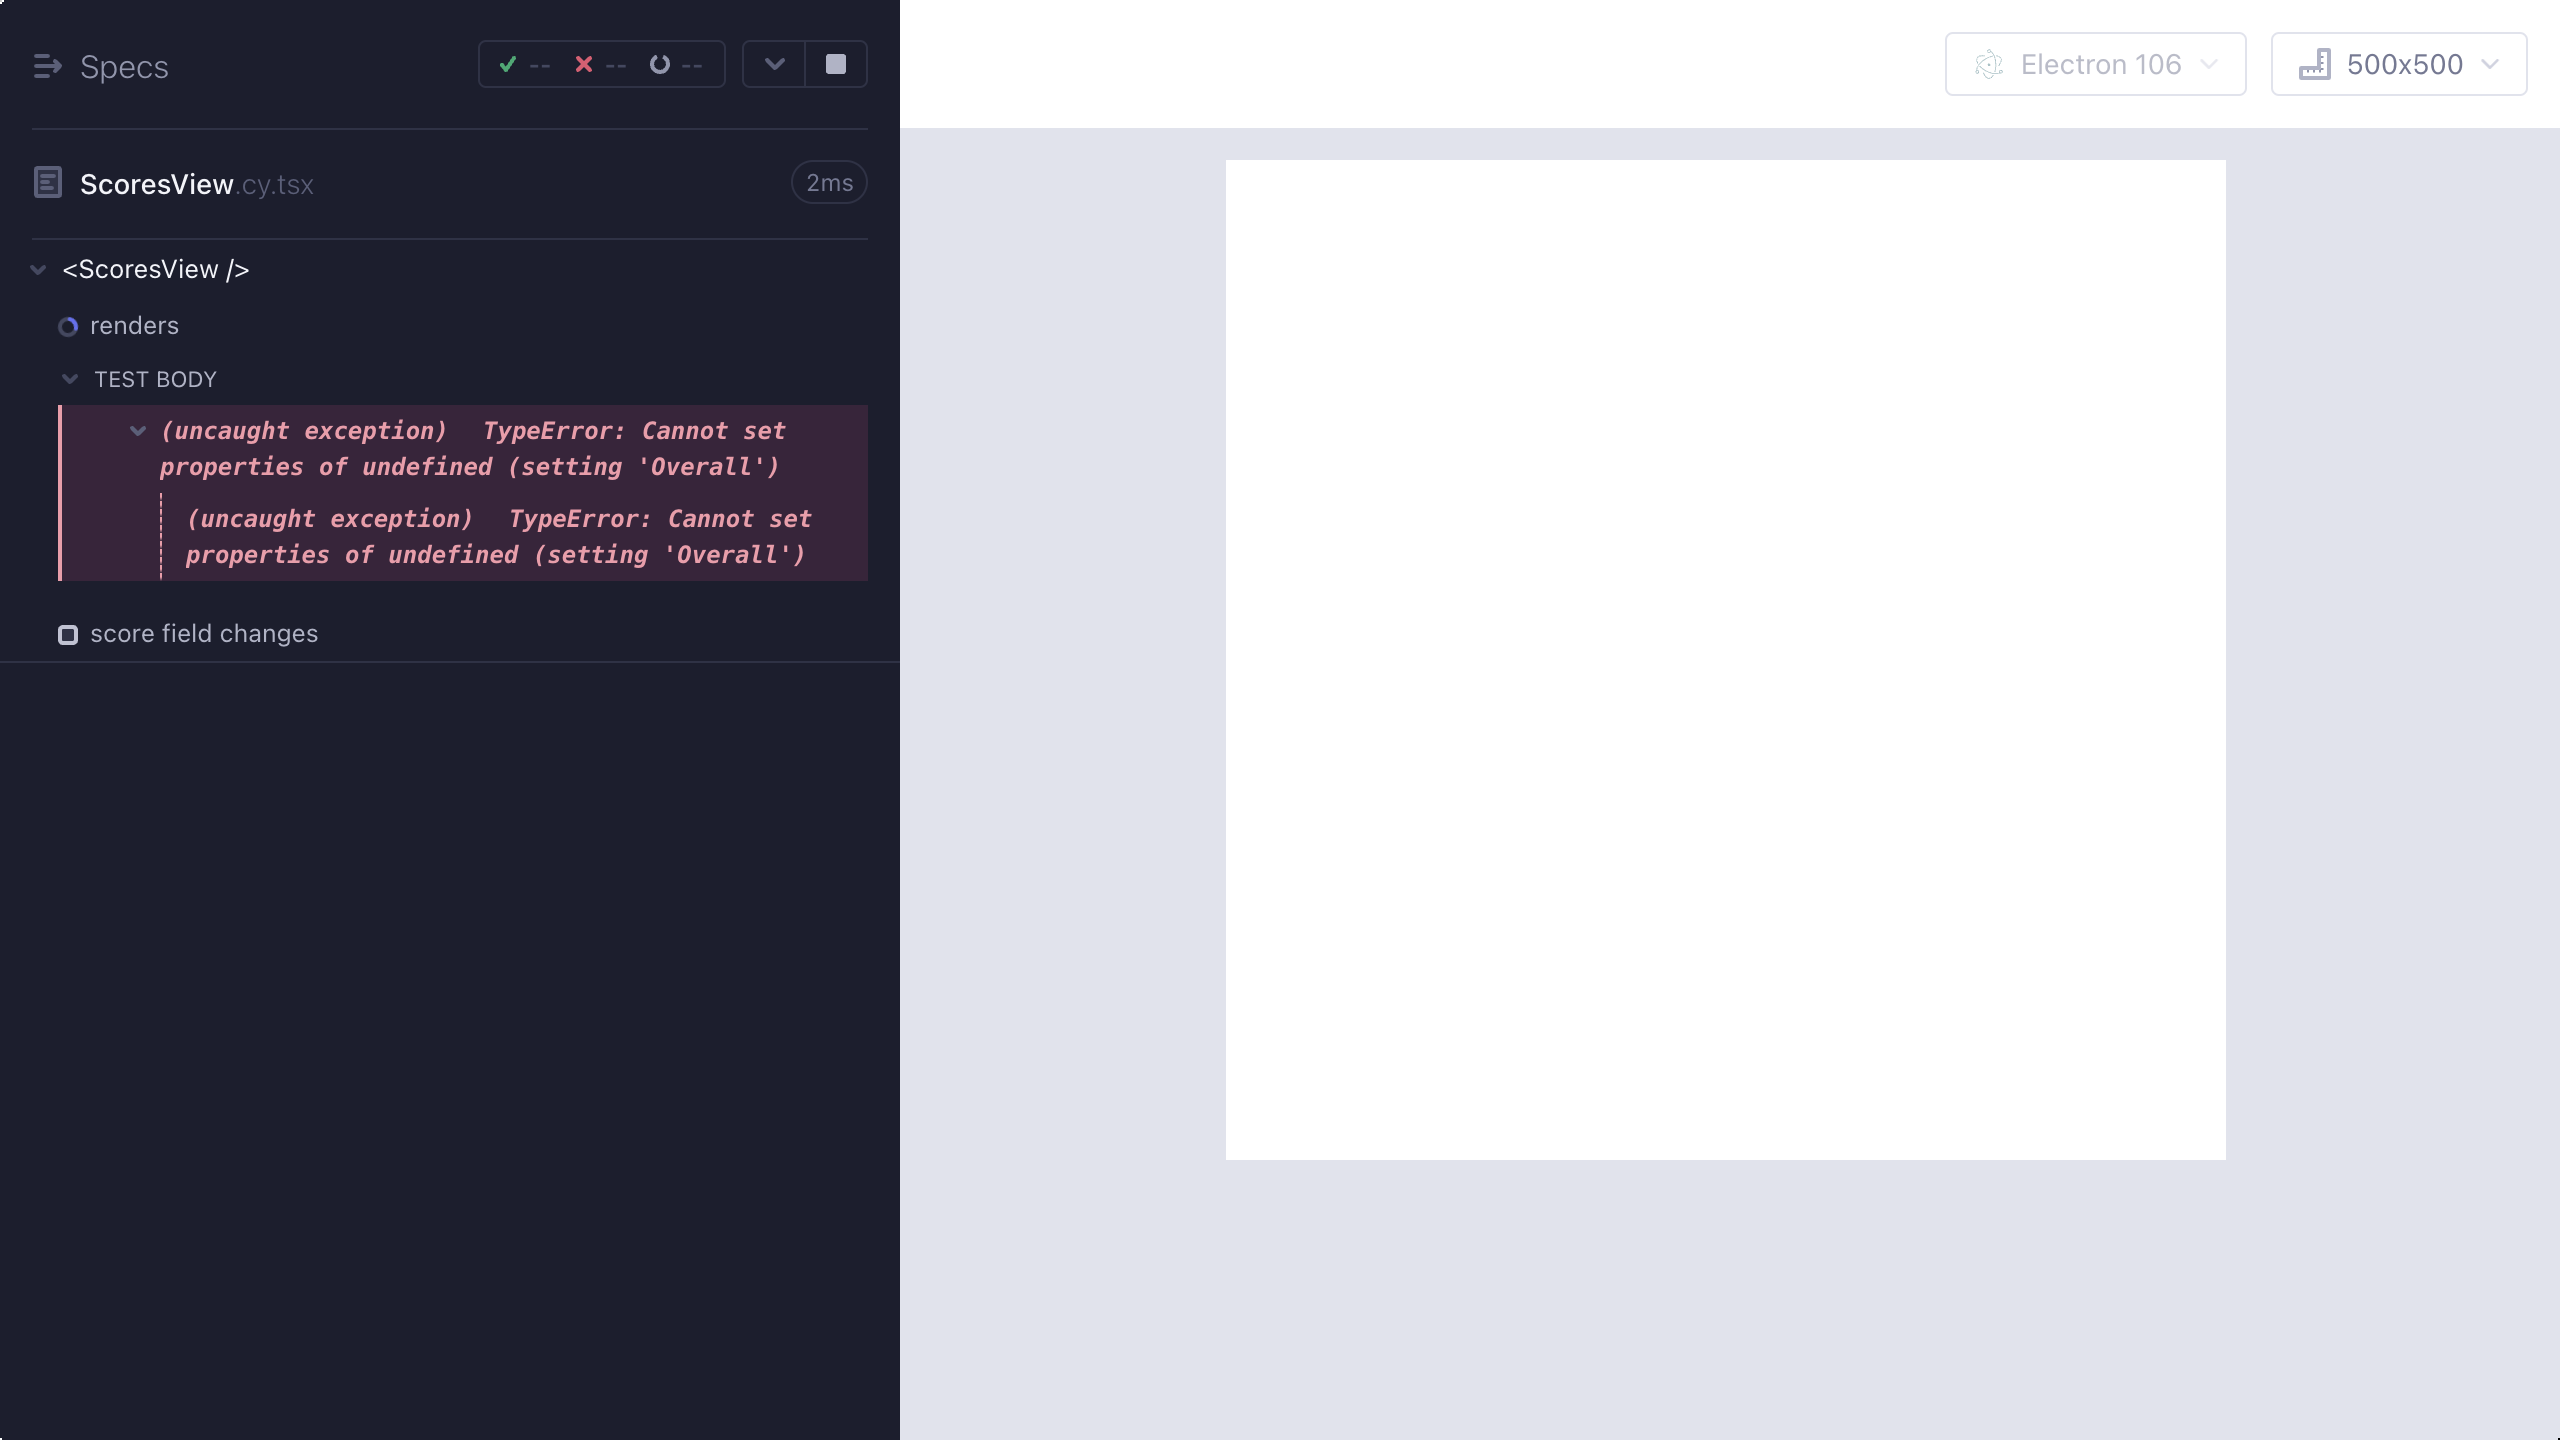 Specs
-- -- --
Electron 106
500x500
ScoresView.cy.tsx
2ms
<ScoresView />
renders
TEST BODY
(uncaught exception) TypeError: Cannot set
properties of undefined (setting 'Overall')
(uncaught exception) TypeError: Cannot set
properties of undefined (setting 'Overall')
score field changes